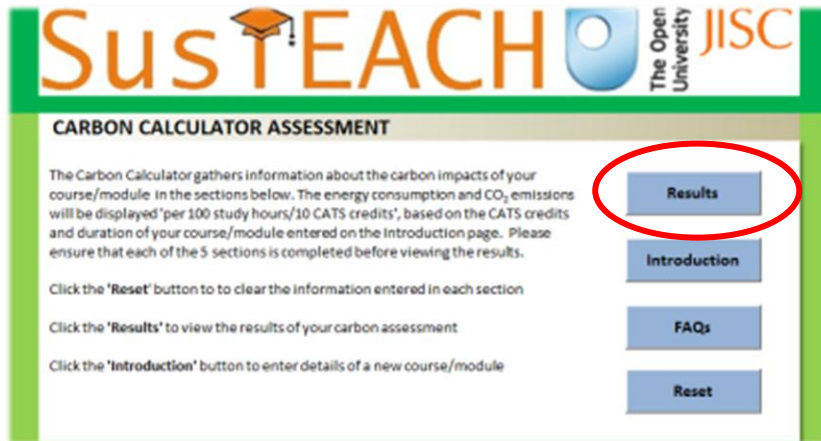 SusTEACH
The Open
University
JISC
CARBON CALCULATOR ASSESSMENT
The Carbon Calculator gathers information about the carbon impacts of your
course/module in the sections below. The energy consumption and CO₂ emissions
will be displayed 'per 100 study hours/10 CATS credits', based on the CATS credits
and duration of your course/module entered on the Introduction page. Please
ensure that each of the 5 sections is completed before viewing the results.
Click the 'Reset' button to to clear the information entered in each section
Click the 'Results' to view the results of your carbon assessment
Click the 'Introduction' button to enter details of a new course/module
Results
Introduction
FAQs
Reset